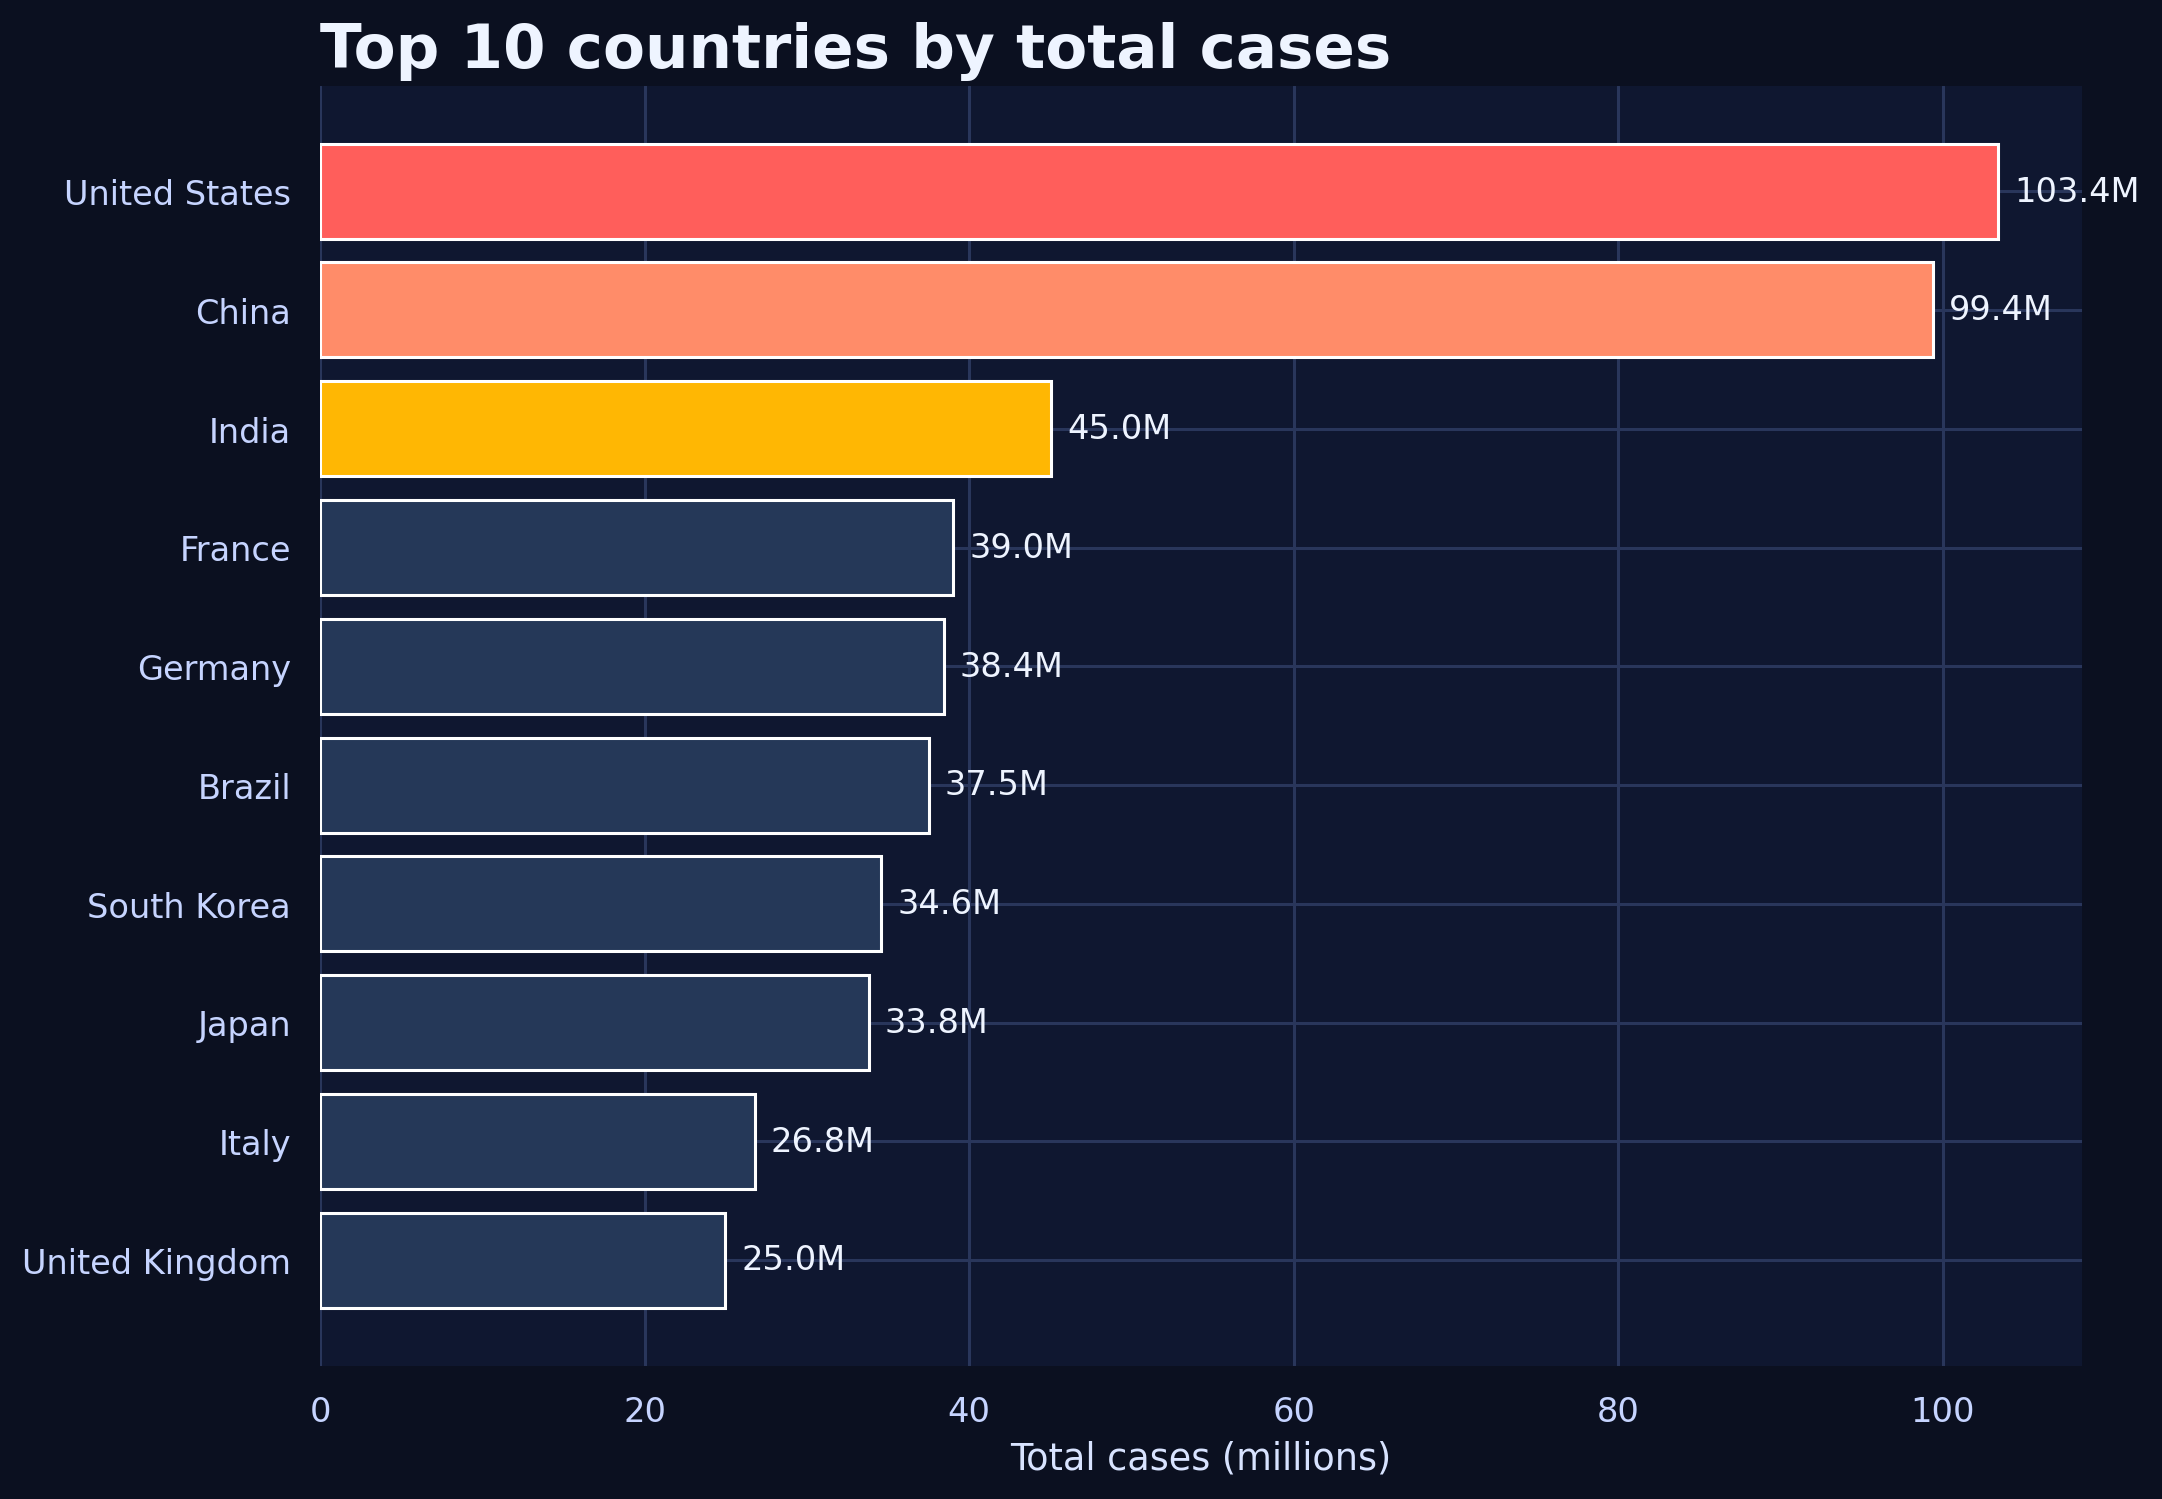 Top 10 countries by total cases
United States 103.4M
China 99.4M
India 45.0M
France 39.0M
Germany 38.4M
Brazil 37.5M
South Korea 34.6M
Japan 33.8M
Italy 26.8M
United Kingdom 25.0M
0 20 40 60 80 100
Total cases (millions)